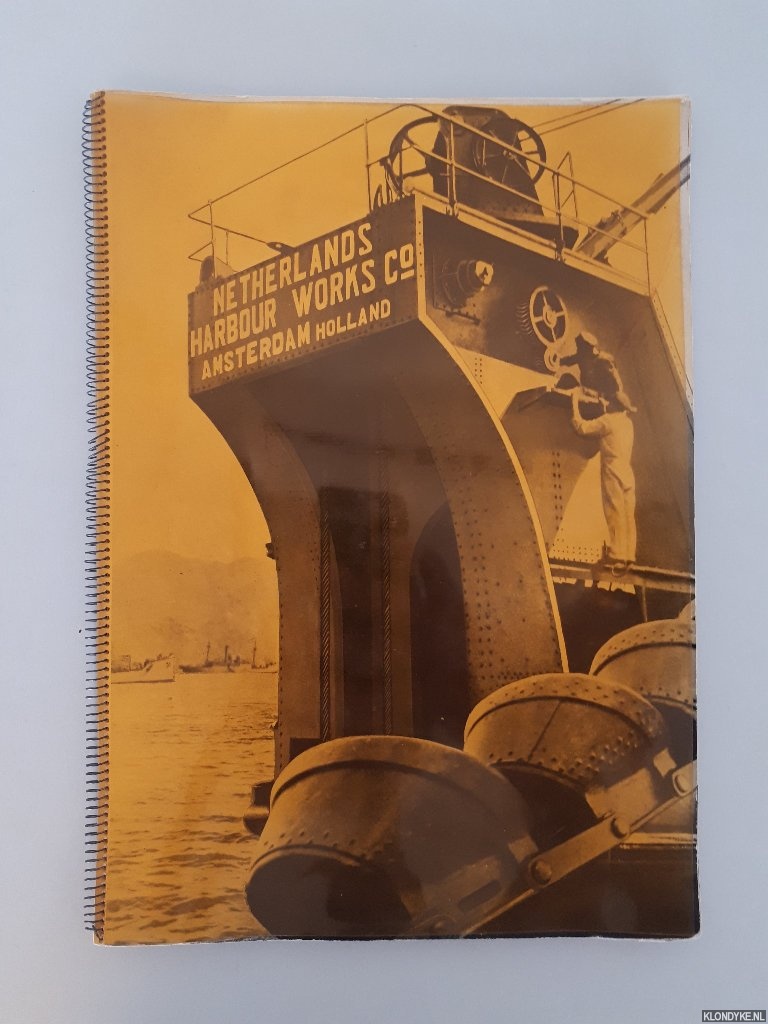 NETHERLANDS
HARBOUR WORKS Co
AMSTERDAM HOLLAND
KLONDYKE.NL